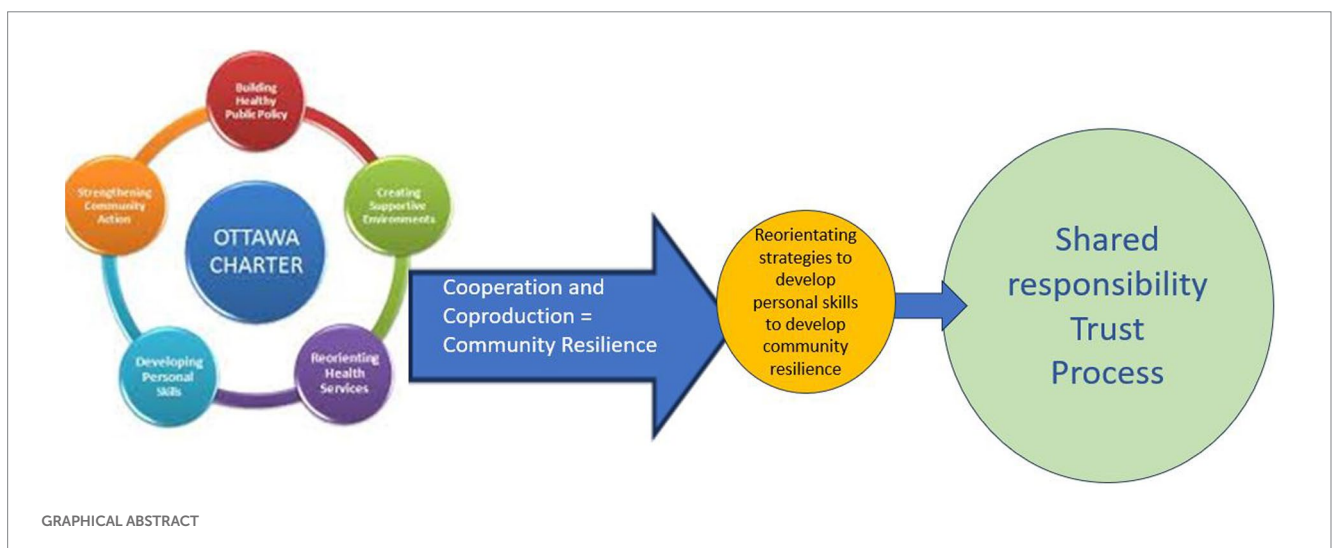 Building
Healthy
Public Policy
Strengthening
Community
Action
Creating
Supportive
Environments
OTTAWA
CHARTER
Developing
Personal
Skills
Reorienting
Health
Services
Cooperation and
Coproduction =
Community Resilience
Reorientating
strategies to
develop
personal skills
to develop
community
resilience
Shared
responsibility
Trust
Process
GRAPHICAL ABSTRACT